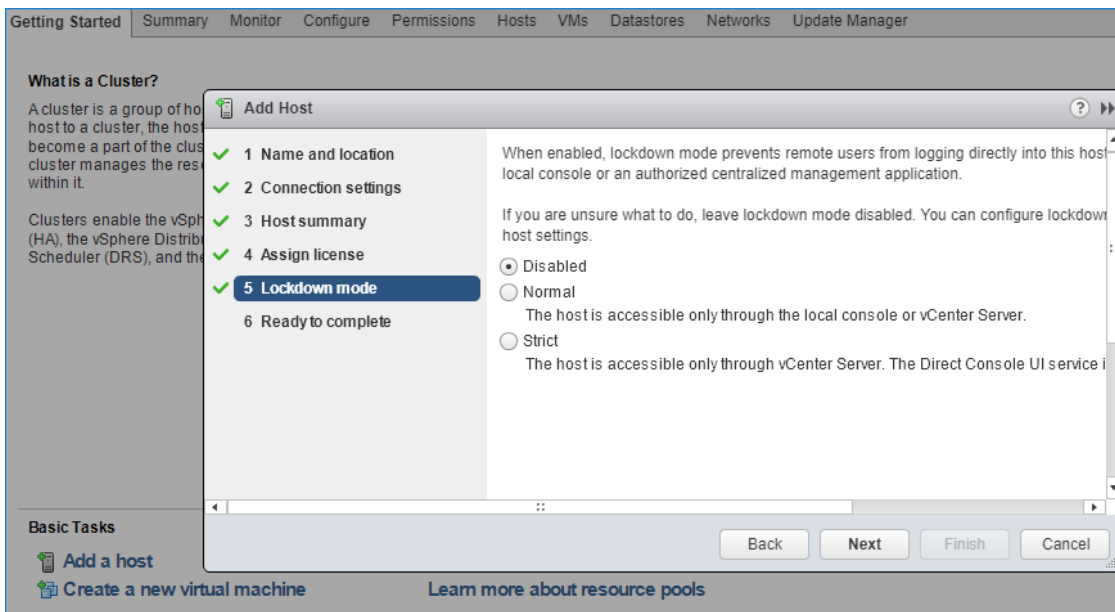 Getting Started Summary Monitor Configure Permissions Hosts VMs Datastores Networks Update Manager
What is a Cluster?
A cluster is a group of ho
host to a cluster, the host
become a part of the clus
cluster manages the res
within it.
Clusters enable the vSph
(HA), the vSphere Distrib
Scheduler (DRS), and the
Add Host ?
1 Name and location
2 Connection settings
3 Host summary
4 Assign license
5 Lockdown mode
6 Ready to complete
When enabled, lockdown mode prevents remote users from logging directly into this host
local console or an authorized centralized management application.
If you are unsure what to do, leave lockdown mode disabled. You can configure lockdown
host settings.
Disabled
Normal
The host is accessible only through the local console or vCenter Server.
Strict
The host is accessible only through vCenter Server. The Direct Console UI service i
Back Next Finish Cancel
Basic Tasks
Add a host
Create a new virtual machine
Learn more about resource pools